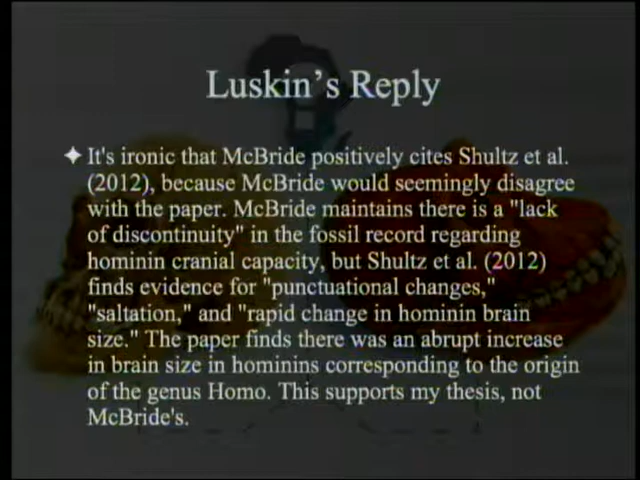 Luskin's Reply
It's ironic that McBride positively cites Shultz et al.
(2012), because McBride would seemingly disagree
with the paper. McBride maintains there is a "lack
of discontinuity" in the fossil record regarding
hominin cranial capacity, but Shultz et al. (2012)
finds evidence for "punctuational changes,"
"saltation," and "rapid change in hominin brain
size." The paper finds there was an abrupt increase
in brain size in hominins corresponding to the origin
of the genus Homo. This supports my thesis, not
McBride's.